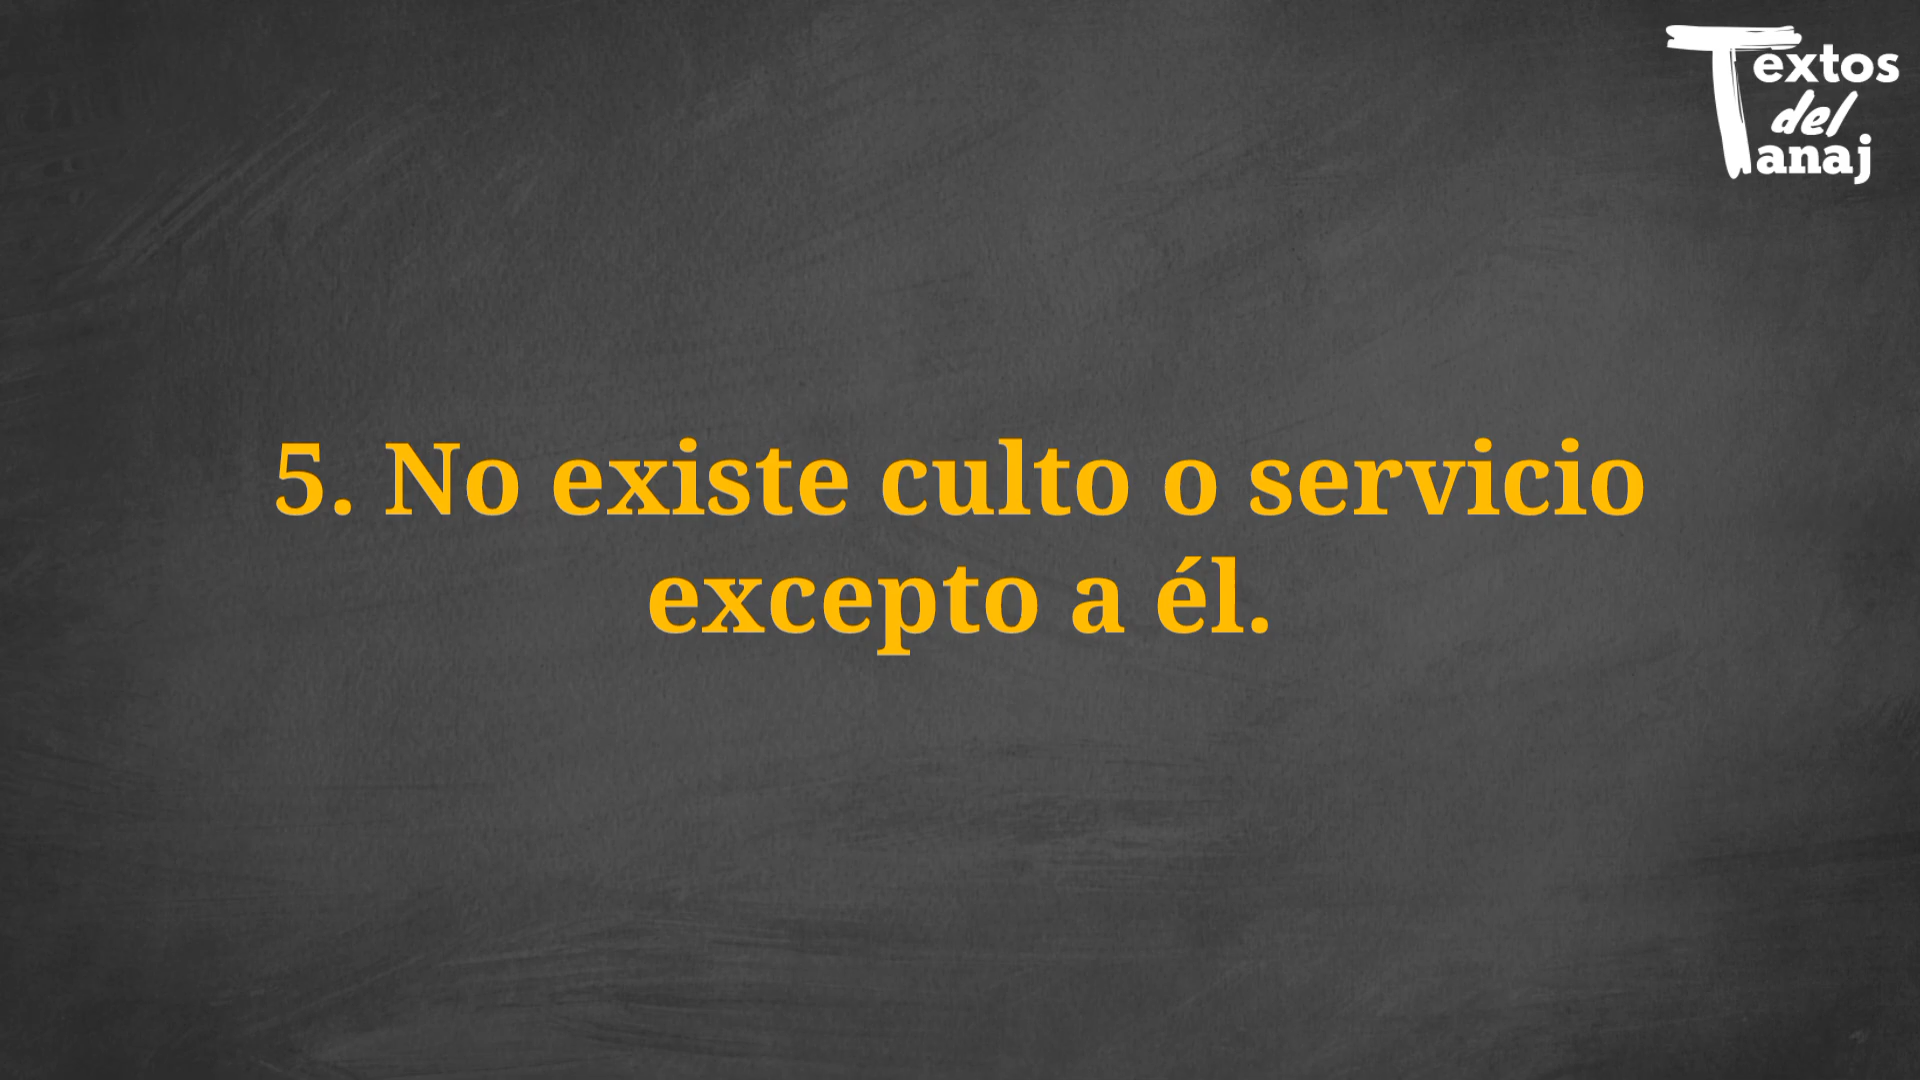 Textos
del
Tanaj
5. No existe culto o servicio
excepto a él.